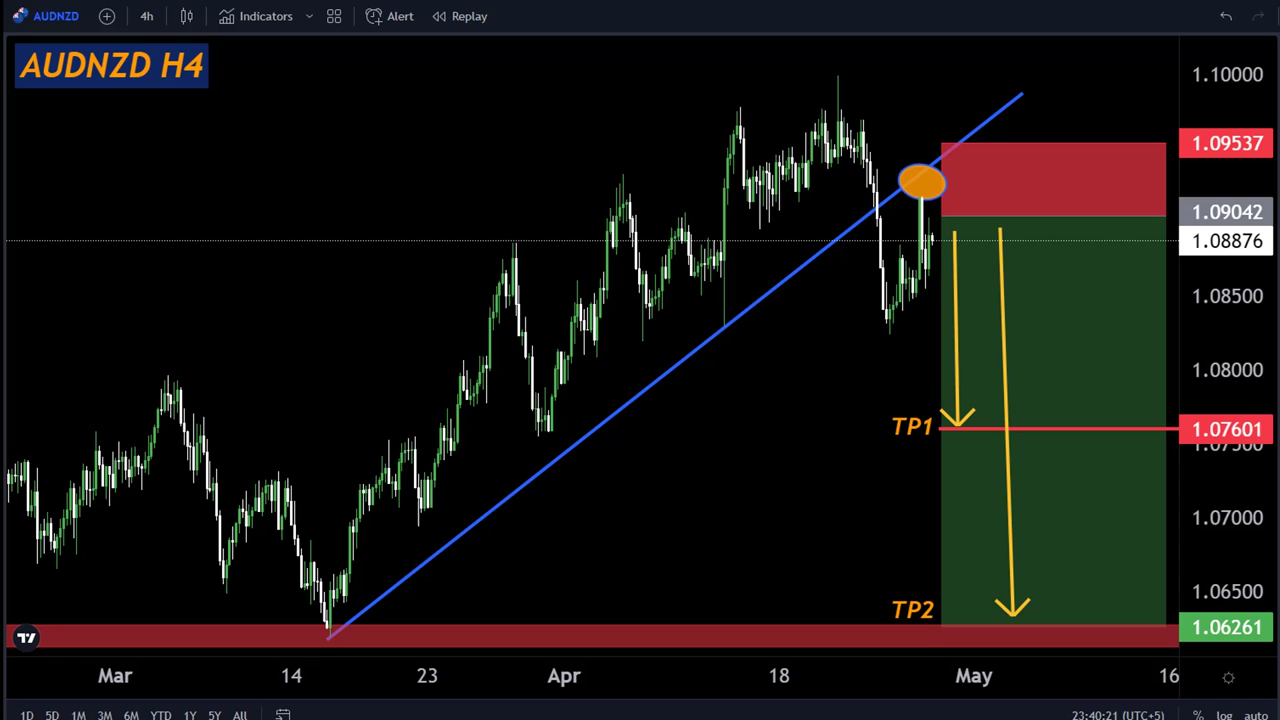 AUDNZD 4h Indicators Alert Replay
AUDNZD H4
1.10000
1.09537
1.09042
1.08876
1.08500
1.08000
TP1
1.07601
1.07500
1.07000
1.06500
TP2
1.06261
Mar 14 23 Apr 18 May 16
1D 5D 1M 3M 6M YTD 1Y 5Y All 23:40:21 (UTC+5) % log auto